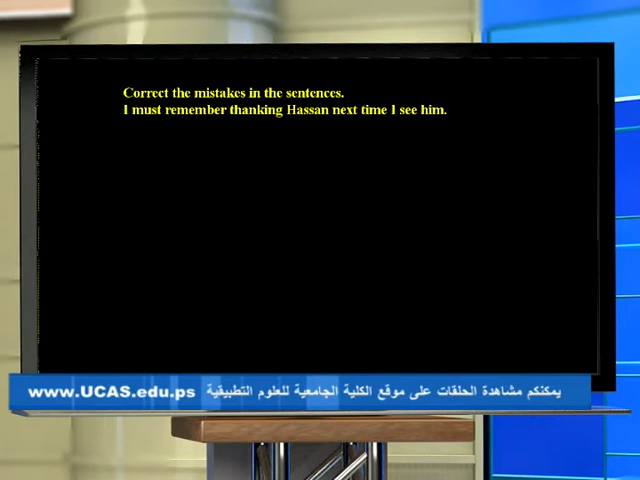 Correct the mistakes in the sentences.
I must remember thanking Hassan next time I see him.
www.UCAS.edu.ps يمكنكم مشاهدة الحلقات على موقع الكلية الجامعية للعلوم التطبيقية